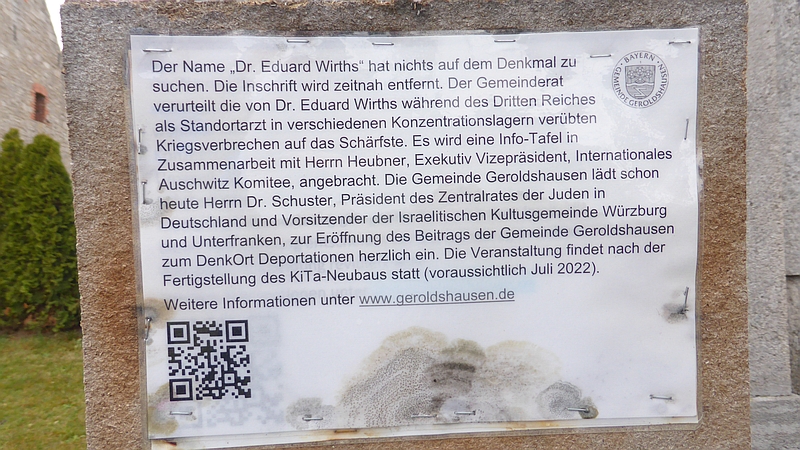 Der Name „Dr. Eduard Wirths“ hat nichts auf dem Denkmal zu
suchen. Die Inschrift wird zeitnah entfernt. Der Gemeinderat
verurteilt die von Dr. Eduard Wirths während des Dritten Reiches
als Standortarzt in verschiedenen Konzentrationslagern verübten
Kriegsverbrechen auf das Schärfste. Es wird eine Info-Tafel in
Zusammenarbeit mit Herrn Heubner, Exekutiv Vizepräsident, Internationales
Auschwitz Komitee, angebracht. Die Gemeinde Geroldshausen lädt schon
heute Herrn Dr. Schuster, Präsident des Zentralrates der Juden in
Deutschland und Vorsitzender der Israelitischen Kultusgemeinde Würzburg
und Unterfranken, zur Eröffnung des Beitrags der Gemeinde Geroldshausen
zum DenkOrt Deportationen herzlich ein. Die Veranstaltung findet nach der
Fertigstellung des KiTa-Neubaus statt (voraussichtlich Juli 2022).
Weitere Informationen unter www.geroldshausen.de
BAYERN
GEMEINDE GEROLDSHAUSEN